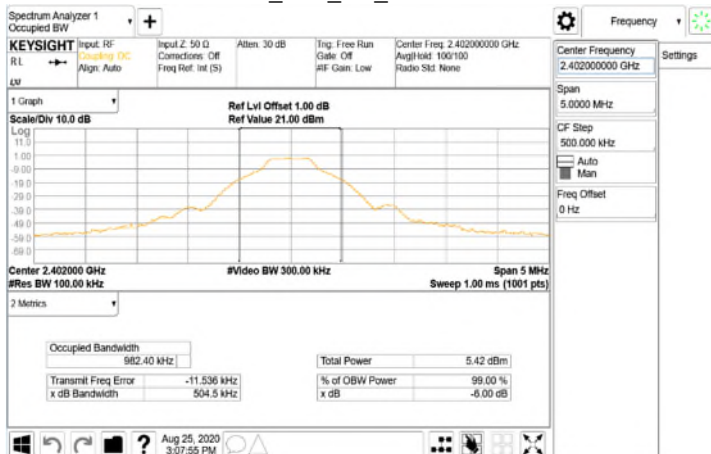 Spectrum Analyzer 1
Occupied BW
+
Frequency
KEYSIGHT
Input: RF
Coupling: DC
Align: Auto
Input Z: 50 Ω
Corrections: Off
Freq Ref: Int (S)
Atten: 30 dB
Trig: Free Run
Gate: Off
#IF Gain: Low
Center Freq: 2.402000000 GHz
Avg|Hold: 100/100
Radio Std: None
RL
LXI
Center Frequency
2.402000000 GHz
Settings
Span
5.0000 MHz
CF Step
500.000 kHz
Auto
Man
Freq Offset
0 Hz
1 Graph
Scale/Div 10.0 dB
Ref Lvl Offset 1.00 dB
Ref Value 21.00 dBm
Log
11.0
1.00
-9.00
-19.0
-29.0
-39.0
-49.0
-59.0
-69.0
Center 2.402000 GHz
#Video BW 300.00 kHz
Span 5 MHz
#Res BW 100.00 kHz
Sweep 1.00 ms (1001 pts)
2 Metrics
Occupied Bandwidth
982.40 kHz
Total Power 5.42 dBm
Transmit Freq Error -11.536 kHz
% of OBW Power 99.00 %
x dB Bandwidth 504.5 kHz
x dB -6.00 dB
?
Aug 25, 2020
3:07:55 PM